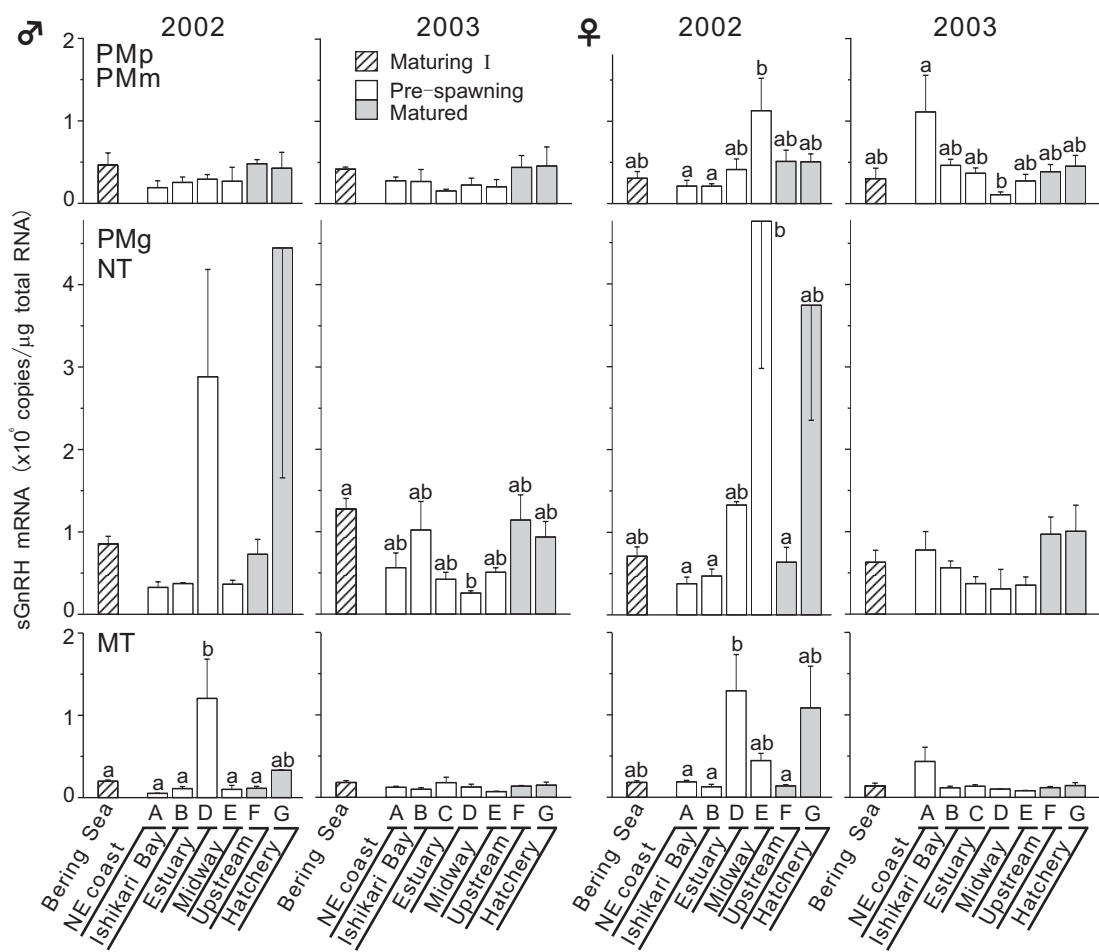 ♂ 2002 2003 ♀ 2002 2003
PMp
PMm
Maturing I
Pre-spawning
Matured
2
1
0
ab a a ab b ab ab
ab a ab ab b ab ab ab
sGnRH mRNA (x10⁶ copies/µg total RNA)
PMg
NT
4
3
2
1
0
a ab ab ab b ab ab ab
ab a a ab b a ab
MT
2
1
0
a a a b a a ab
ab a a b ab a ab
A B D E F G
A B C D E F G
A B D E F G
A B C D E F G
Bering Sea NE coast Ishikari Bay Estuary Midway Upstream Hatchery
Bering Sea NE coast Ishikari Bay Estuary Midway Upstream Hatchery
Bering Sea NE coast Ishikari Bay Estuary Midway Upstream Hatchery
Bering Sea NE coast Ishikari Bay Estuary Midway Upstream Hatchery